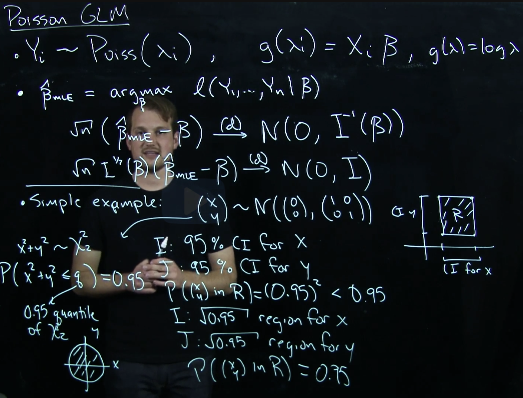 Poisson GLM
• Yᵢ ~ Poiss(λᵢ) , g(λᵢ) = Xᵢ β , g(λ)=log λ
• β̂MLE = argmax_β ℓ(Y₁,...,Yₙ|β)
√n (β̂MLE − β) →(d) N(0, I⁻¹(β))
√n I^½(β)(β̂MLE − β) →(d) N(0, I)
• Simple example: (x y) ~ N((0 0), (1 0 0 1))
x²+y² ~ χ²₂
P(x²+y² ≤ q) = 0.95
0.95 quantile
of χ²₂
y
x
I: 95% CI for x
J: 95% CI for y
P((x y) in R) = (0.95)² < 0.95
I: √0.95 region for x
J: √0.95 region for y
P((x y) in R) = 0.95
CI y
R
CI for x